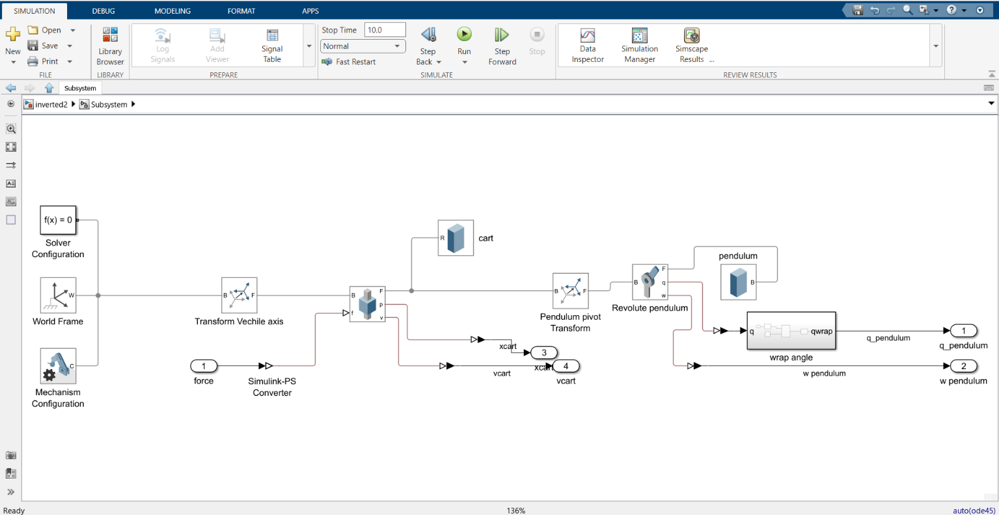 SIMULATION DEBUG MODELING FORMAT APPS
New
Open
Save
Print
FILE
Library
Browser
LIBRARY
Log
Signals
Add
Viewer
Signal
Table
PREPARE
Stop Time 10.0
Normal
Fast Restart
Step
Back
Run
Step
Forward
Stop
SIMULATE
Data
Inspector
Simulation
Manager
Simscape
Results ...
REVIEW RESULTS
Subsystem
inverted2 Subsystem
f(x) = 0
Solver
Configuration
W
World Frame
C
Mechanism
Configuration
B F
Transform Vechile axis
1
force
Simulink-PS
Converter
B F
f p
v
R
cart
xcart
3
xcart
vcart
4
vcart
B F
Pendulum pivot
Transform
B F
q
w
Revolute pendulum
pendulum
B
q qwrap
wrap angle
q_pendulum
1
q_pendulum
w pendulum
2
w pendulum
Ready
136%
auto(ode45)